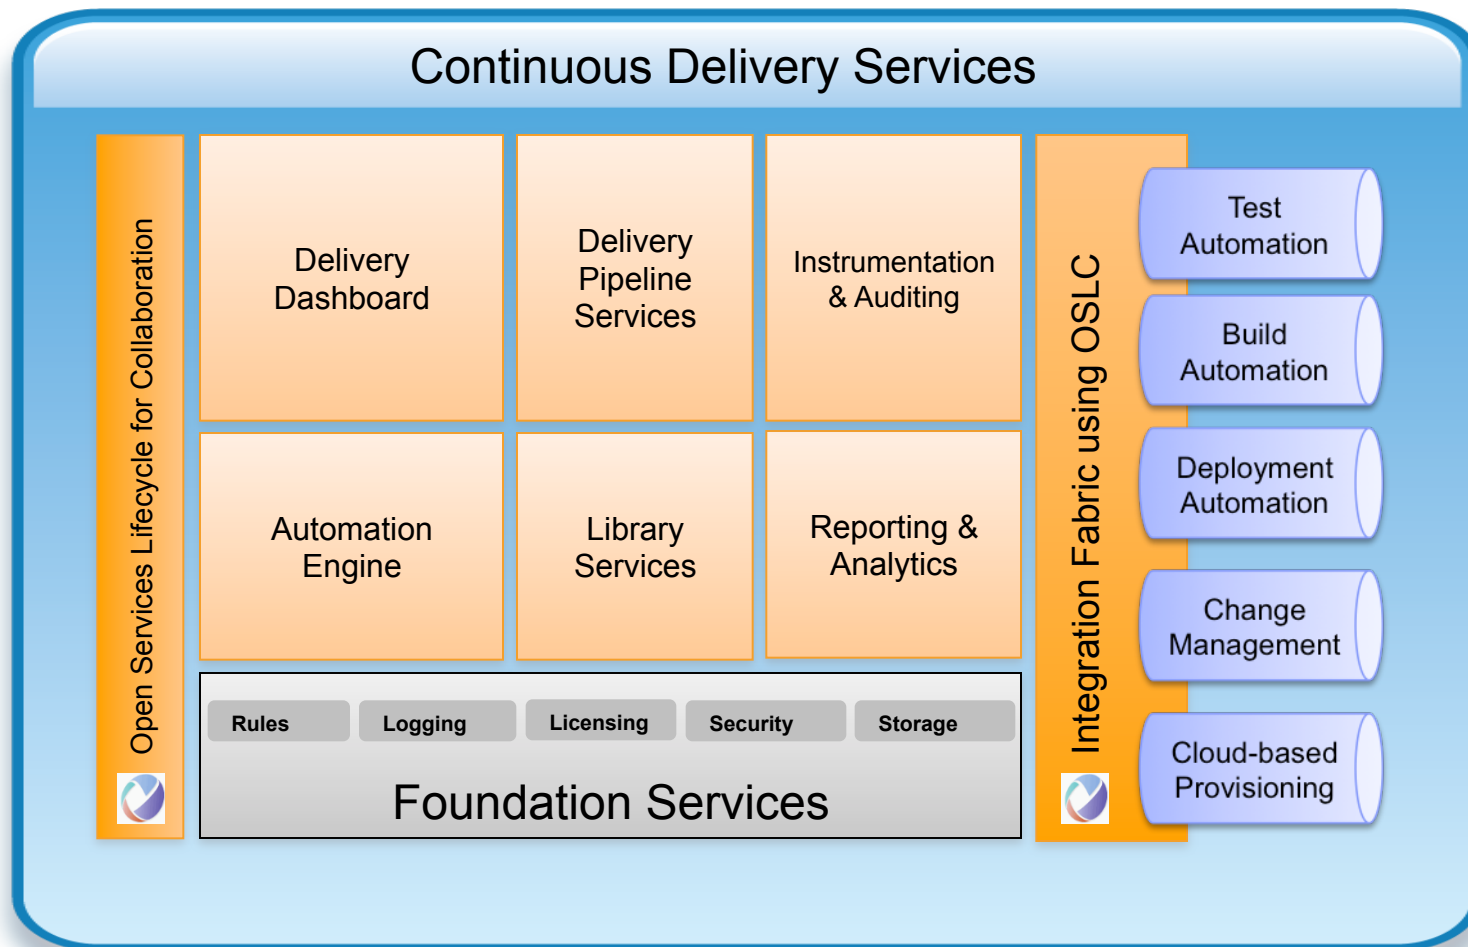 Continuous Delivery Services
Open Services Lifecycle for Collaboration
Delivery
Dashboard
Delivery
Pipeline
Services
Instrumentation
& Auditing
Automation
Engine
Library
Services
Reporting &
Analytics
Rules
Logging
Licensing
Security
Storage
Foundation Services
Integration Fabric using OSLC
Test
Automation
Build
Automation
Deployment
Automation
Change
Management
Cloud-based
Provisioning